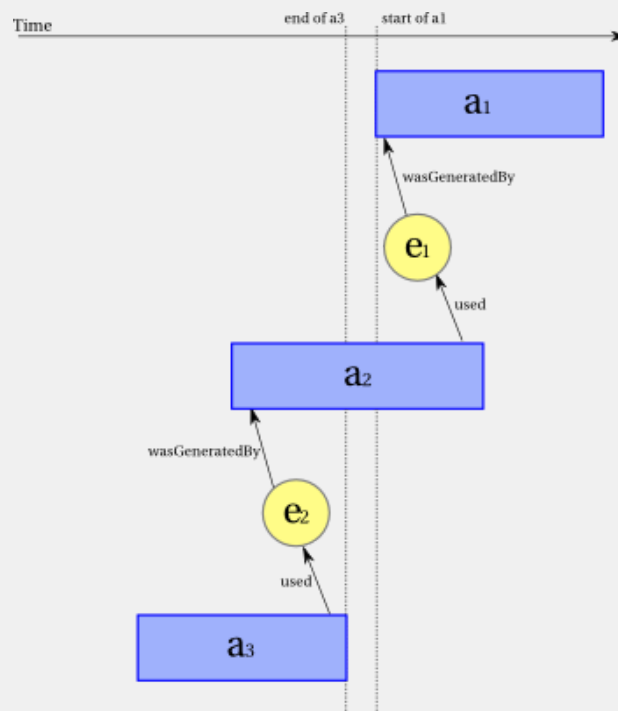 Time
end of a3
start of a1
a1
wasGeneratedBy
e1
used
a2
wasGeneratedBy
e2
used
a3